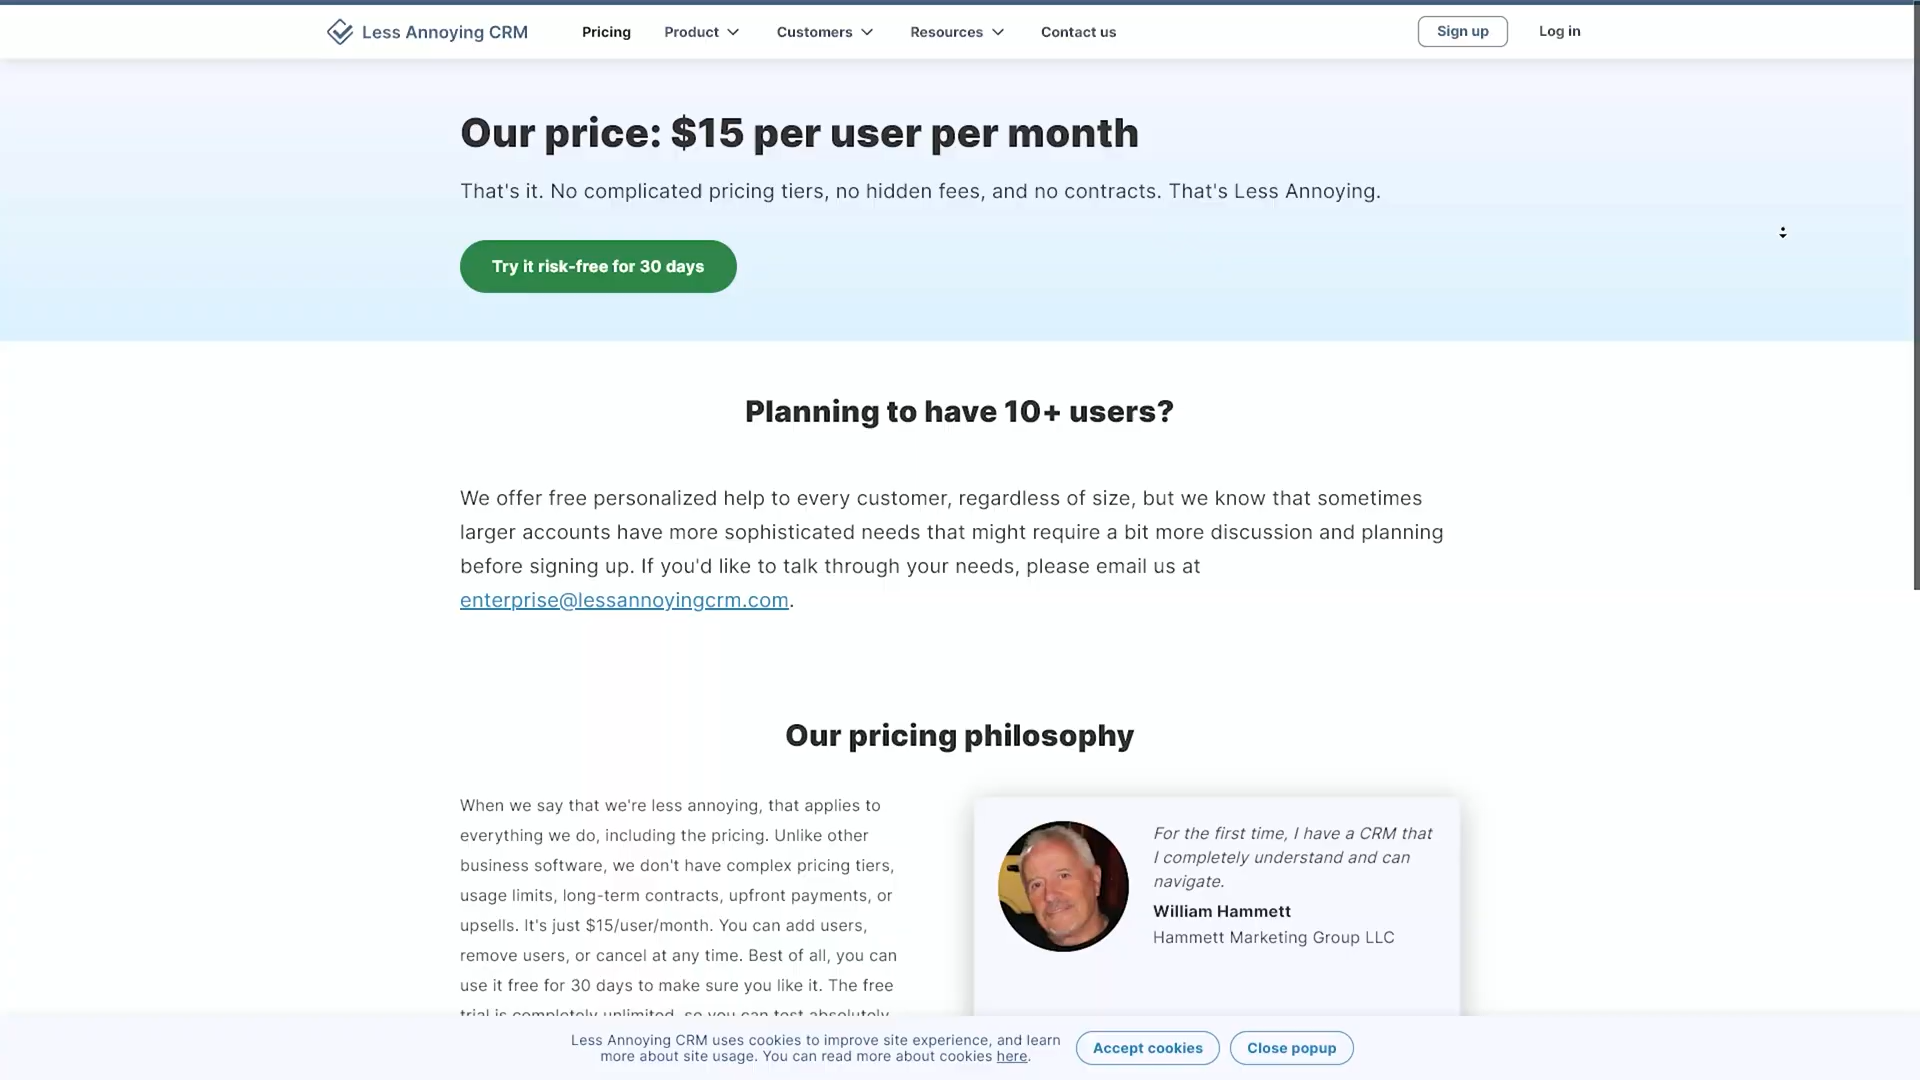 Less Annoying CRM
Pricing
Product
Customers
Resources
Contact us
Sign up
Log in
Our price: $15 per user per month
That's it. No complicated pricing tiers, no hidden fees, and no contracts. That's Less Annoying.
Try it risk-free for 30 days
Planning to have 10+ users?
We offer free personalized help to every customer, regardless of size, but we know that sometimes
larger accounts have more sophisticated needs that might require a bit more discussion and planning
before signing up. If you'd like to talk through your needs, please email us at
enterprise@lessannoyingcrm.com.
Our pricing philosophy
When we say that we're less annoying, that applies to
everything we do, including the pricing. Unlike other
business software, we don't have complex pricing tiers,
usage limits, long-term contracts, upfront payments, or
upsells. It's just $15/user/month. You can add users,
remove users, or cancel at any time. Best of all, you can
use it free for 30 days to make sure you like it. The free
trial is completely unlimited, so you can test absolutely
For the first time, I have a CRM that
I completely understand and can
navigate.
William Hammett
Hammett Marketing Group LLC
Less Annoying CRM uses cookies to improve site experience, and learn
more about site usage. You can read more about cookies here.
Accept cookies
Close popup